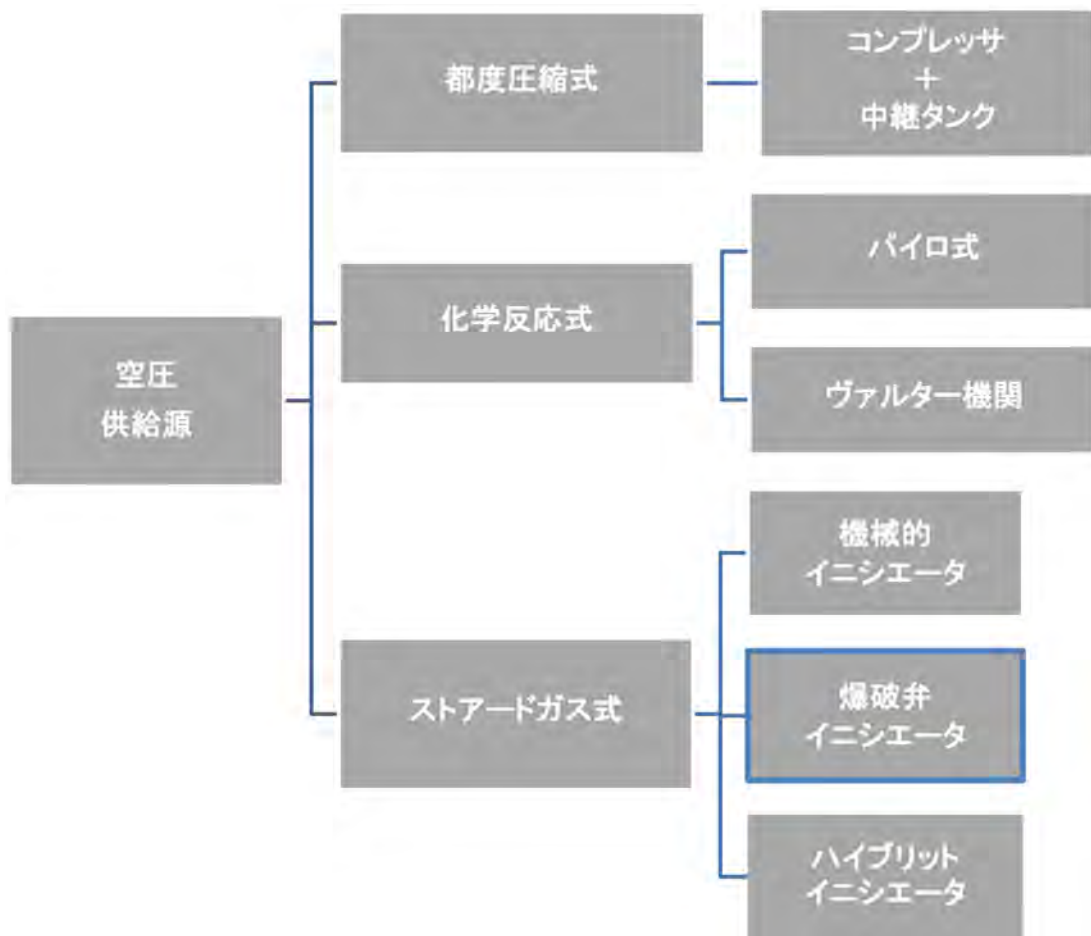 空圧
供給源
都度圧縮式
コンプレッサ
+
中継タンク
化学反応式
パイロ式
ヴァルター機関
ストアードガス式
機械的
イニシエータ
爆破弁
イニシエータ
ハイブリット
イニシエータ